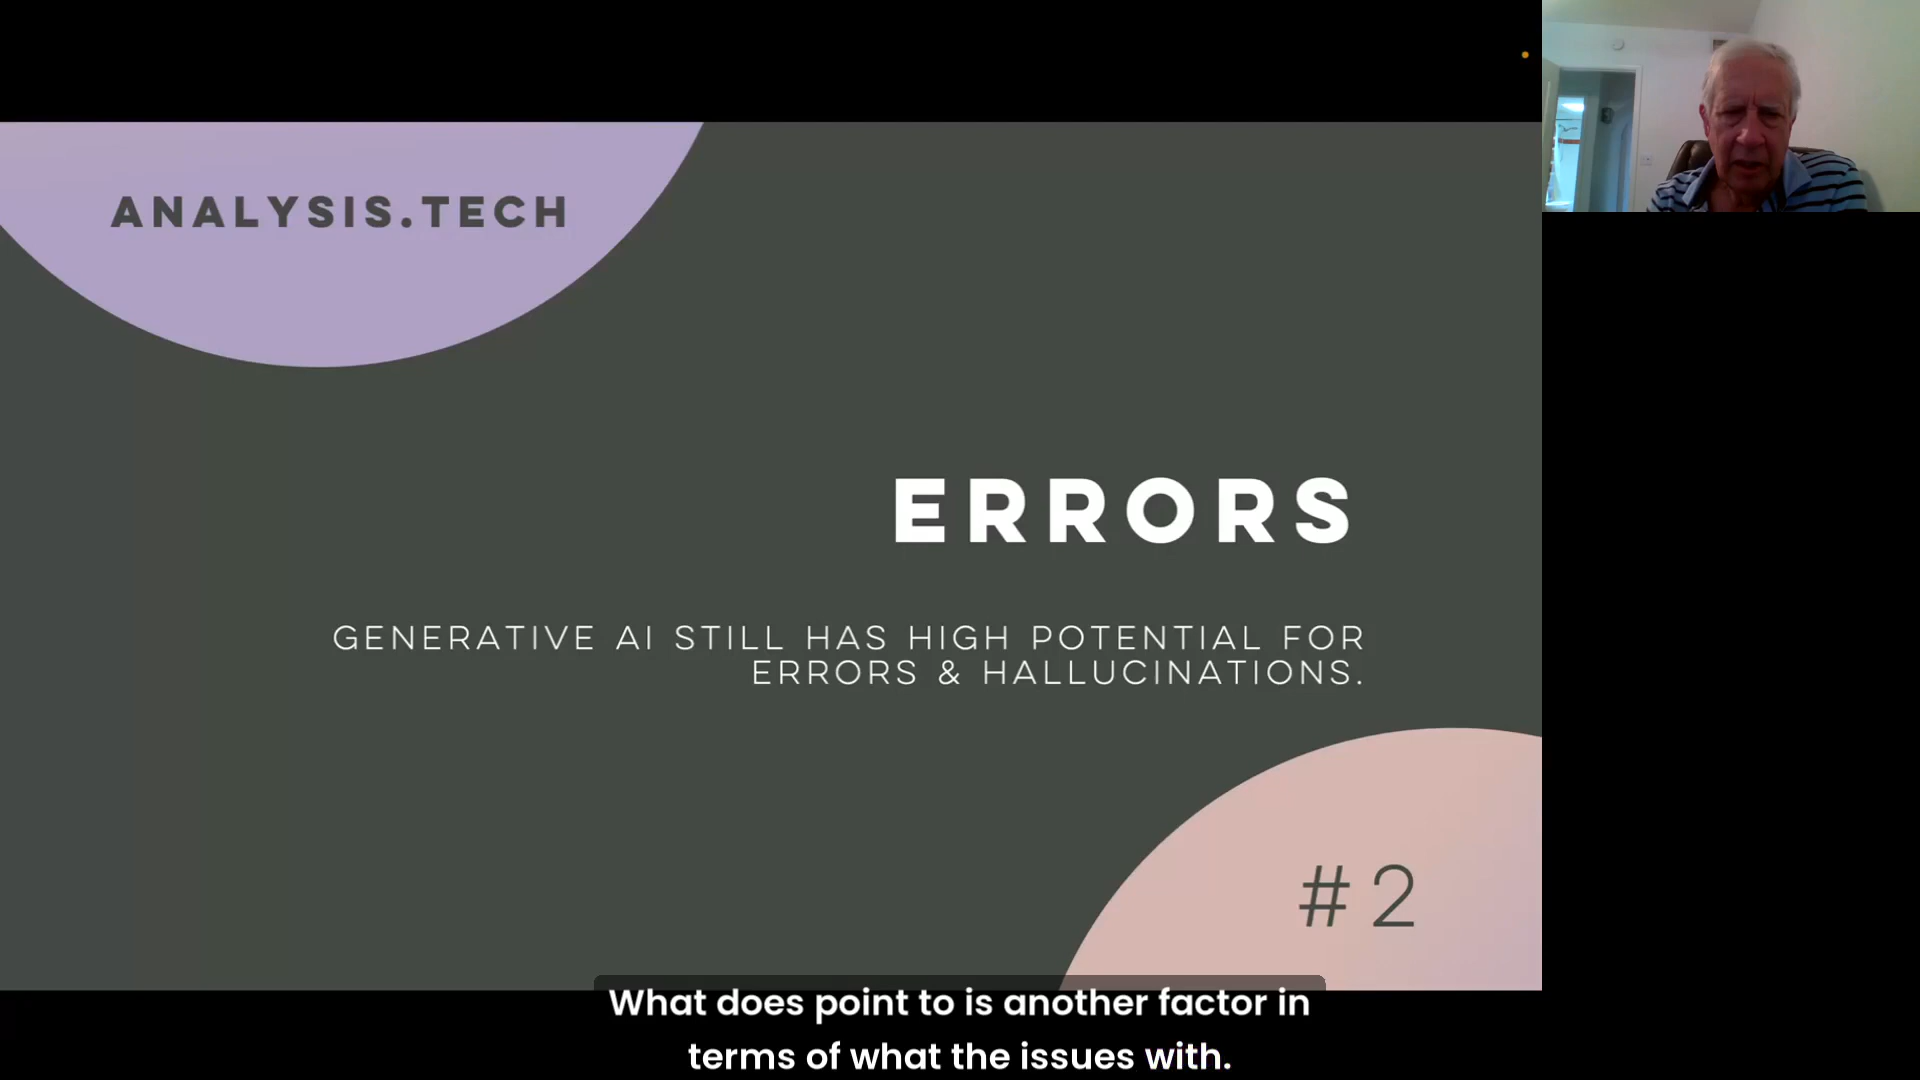 ANALYSIS.TECH
ERRORS
GENERATIVE AI STILL HAS HIGH POTENTIAL FOR
ERRORS & HALLUCINATIONS.
#2
What does point to is another factor in
terms of what the issues with.